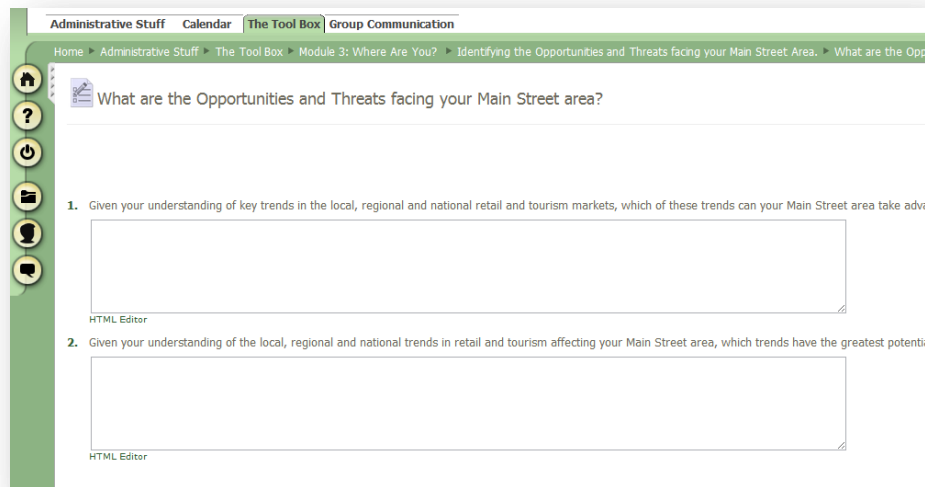 Administrative Stuff Calendar The Tool Box Group Communication
Home ▶ Administrative Stuff ▶ The Tool Box ▶ Module 3: Where Are You? ▶ Identifying the Opportunities and Threats facing your Main Street Area. ▶ What are the Opp
What are the Opportunities and Threats facing your Main Street area?
1. Given your understanding of key trends in the local, regional and national retail and tourism markets, which of these trends can your Main Street area take adva
HTML Editor
2. Given your understanding of the local, regional and national trends in retail and tourism affecting your Main Street area, which trends have the greatest potentia
HTML Editor